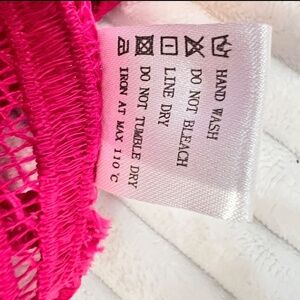 HAND WASH
DO NOT BLEACH
LINE DRY
DO NOT TUMBLE DRY
IRON AT MAX 110℃